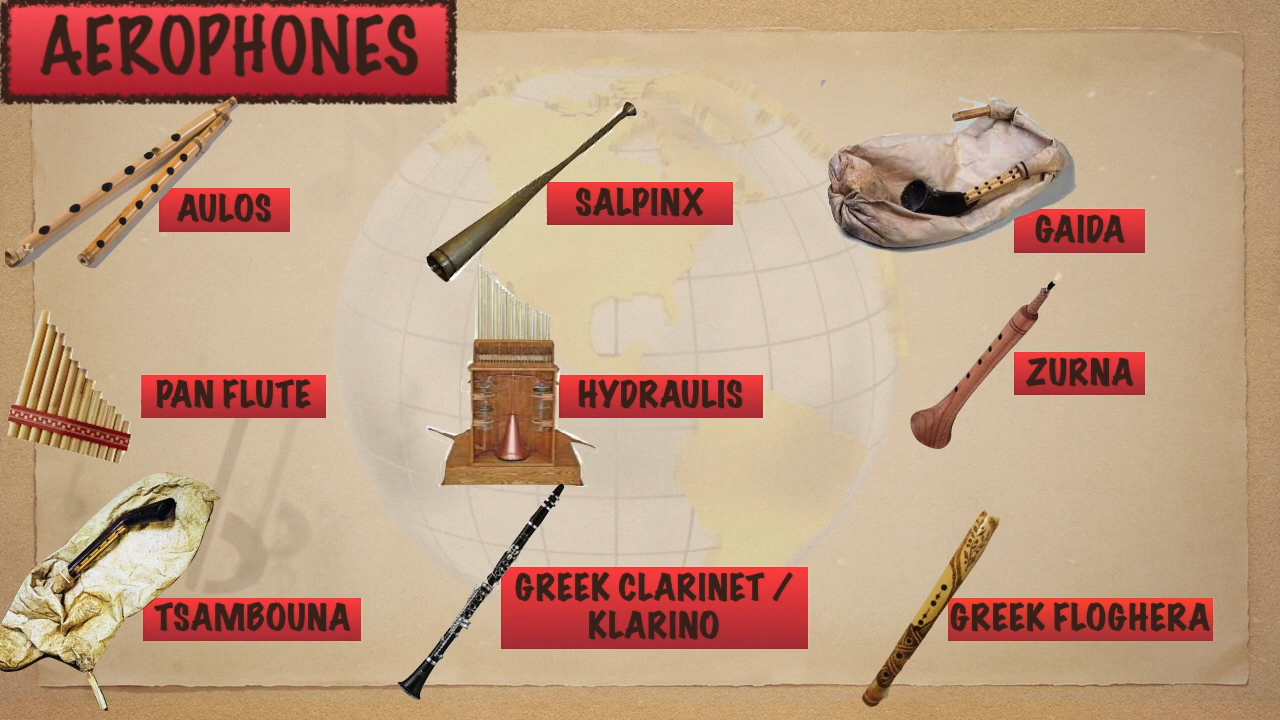 AEROPHONES
AULOS
SALPINX
GAIDA
PAN FLUTE
HYDRAULIS
ZURNA
TSAMBOUNA
GREEK CLARINET /
KLARINO
GREEK FLOGHERA